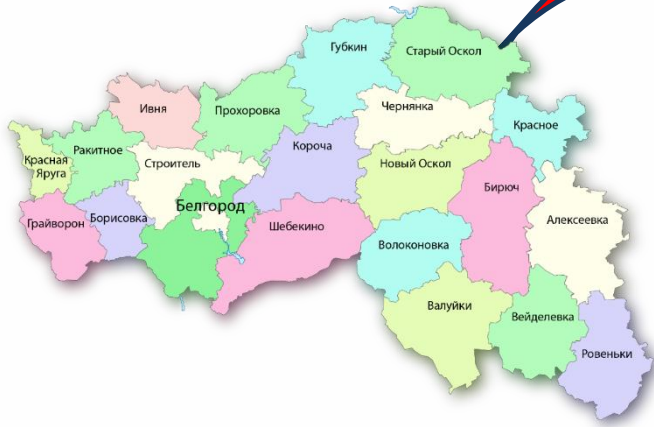 Губкин
Старый Оскол
Ивня
Прохоровка
Чернянка
Красное
Короча
Ракитное
Строитель
Красная
Яруга
Новый Оскол
Бирюч
Белгород
Грайворон
Борисовка
Шебекино
Алексеевка
Волоконовка
Валуйки
Вейделевка
Ровеньки